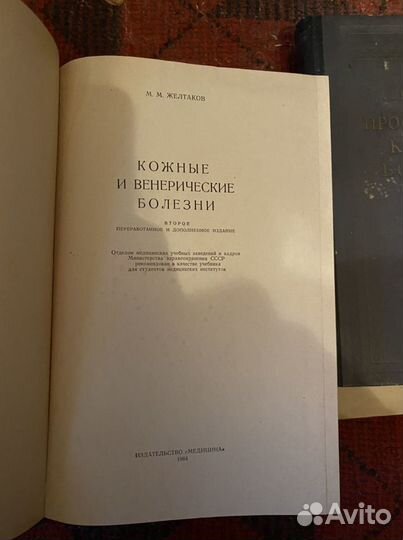 М. М. ЖЕЛТАКОВ
КОЖНЫЕ
И ВЕНЕРИЧЕСКИЕ
БОЛЕЗНИ
ВТОРОЕ
ПЕРЕРАБОТАННОЕ И ДОПОЛНЕННОЕ ИЗДАНИЕ
Отделом медицинских учебных заведений и кадров
Министерства здравоохранения СССР
рекомендован в качестве учебника
для студентов медицинских институтов
ИЗДАТЕЛЬСТВО «МЕДИЦИНА»
1964
Avito